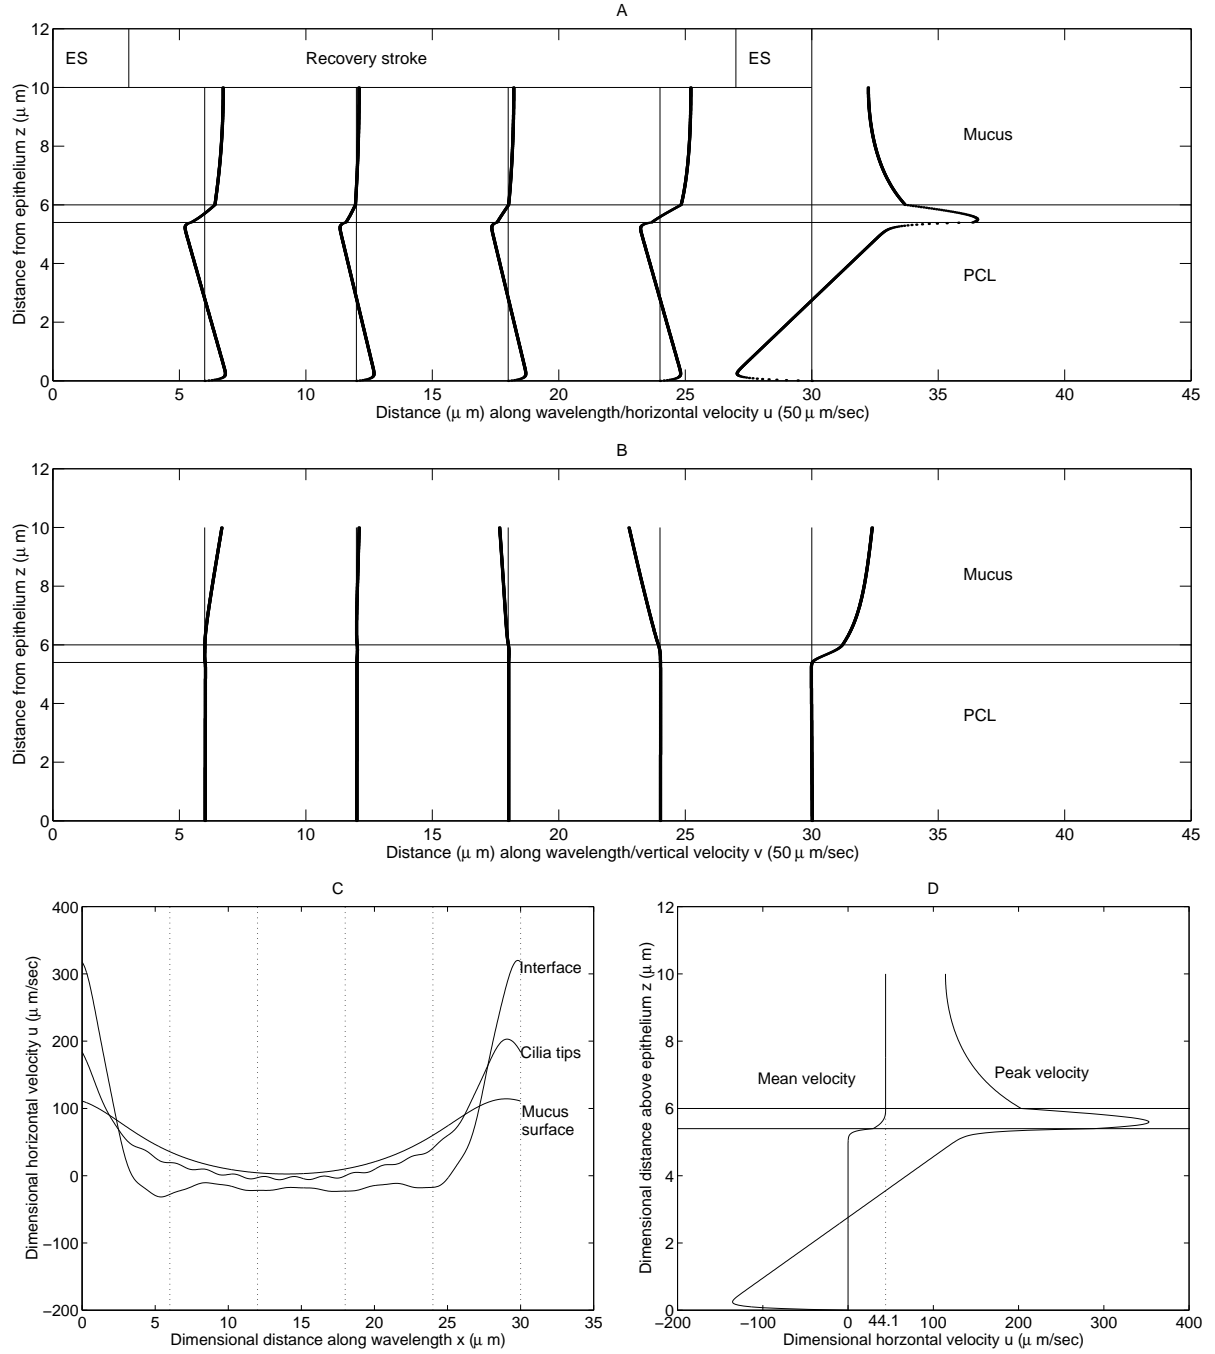 A
12
10
8
6
4
2
0
Distance from epithelium z (μ m)
ES
Recovery stroke
ES
Mucus
PCL
0 5 10 15 20 25 30 35 40 45
Distance (μ m) along wavelength/horizontal velocity u (50 μ m/sec)
B
12
10
8
6
4
2
0
Distance from epithelium z (μ m)
Mucus
PCL
0 5 10 15 20 25 30 35 40 45
Distance (μ m) along wavelength/vertical velocity v (50 μ m/sec)
C
400
300
200
100
0
−100
−200
Dimensional horizontal velocity u (μ m/sec)
Interface
Cilia tips
Mucus
surface
0 5 10 15 20 25 30 35
Dimensional distance along wavelength x (μ m)
D
12
10
8
6
4
2
0
Dimensional distance above epithelium z (μ m)
Mean velocity
Peak velocity
−200 −100 0 44.1 100 200 300 400
Dimensional horzontal velocity u (μ m/sec)